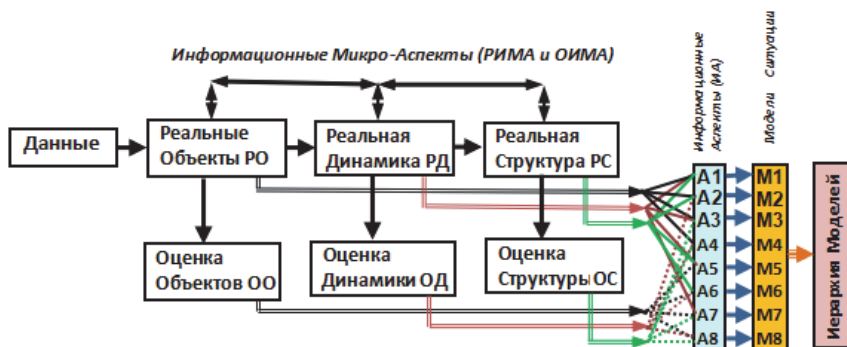 Информационные Микро-Аспекты (РИМА и ОИМА)
Данные
Реальные
Объекты РО
Реальная
Динамика РД
Реальная
Структура РС
Оценка
Объектов ОО
Оценка
Динамики ОД
Оценка
Структуры ОС
Информационные
Аспекты (ИА)
Модели Ситуации
А1
А2
А3
А4
А5
А6
А7
А8
М1
М2
М3
М4
М5
М6
М7
М8
Иерархия Моделей